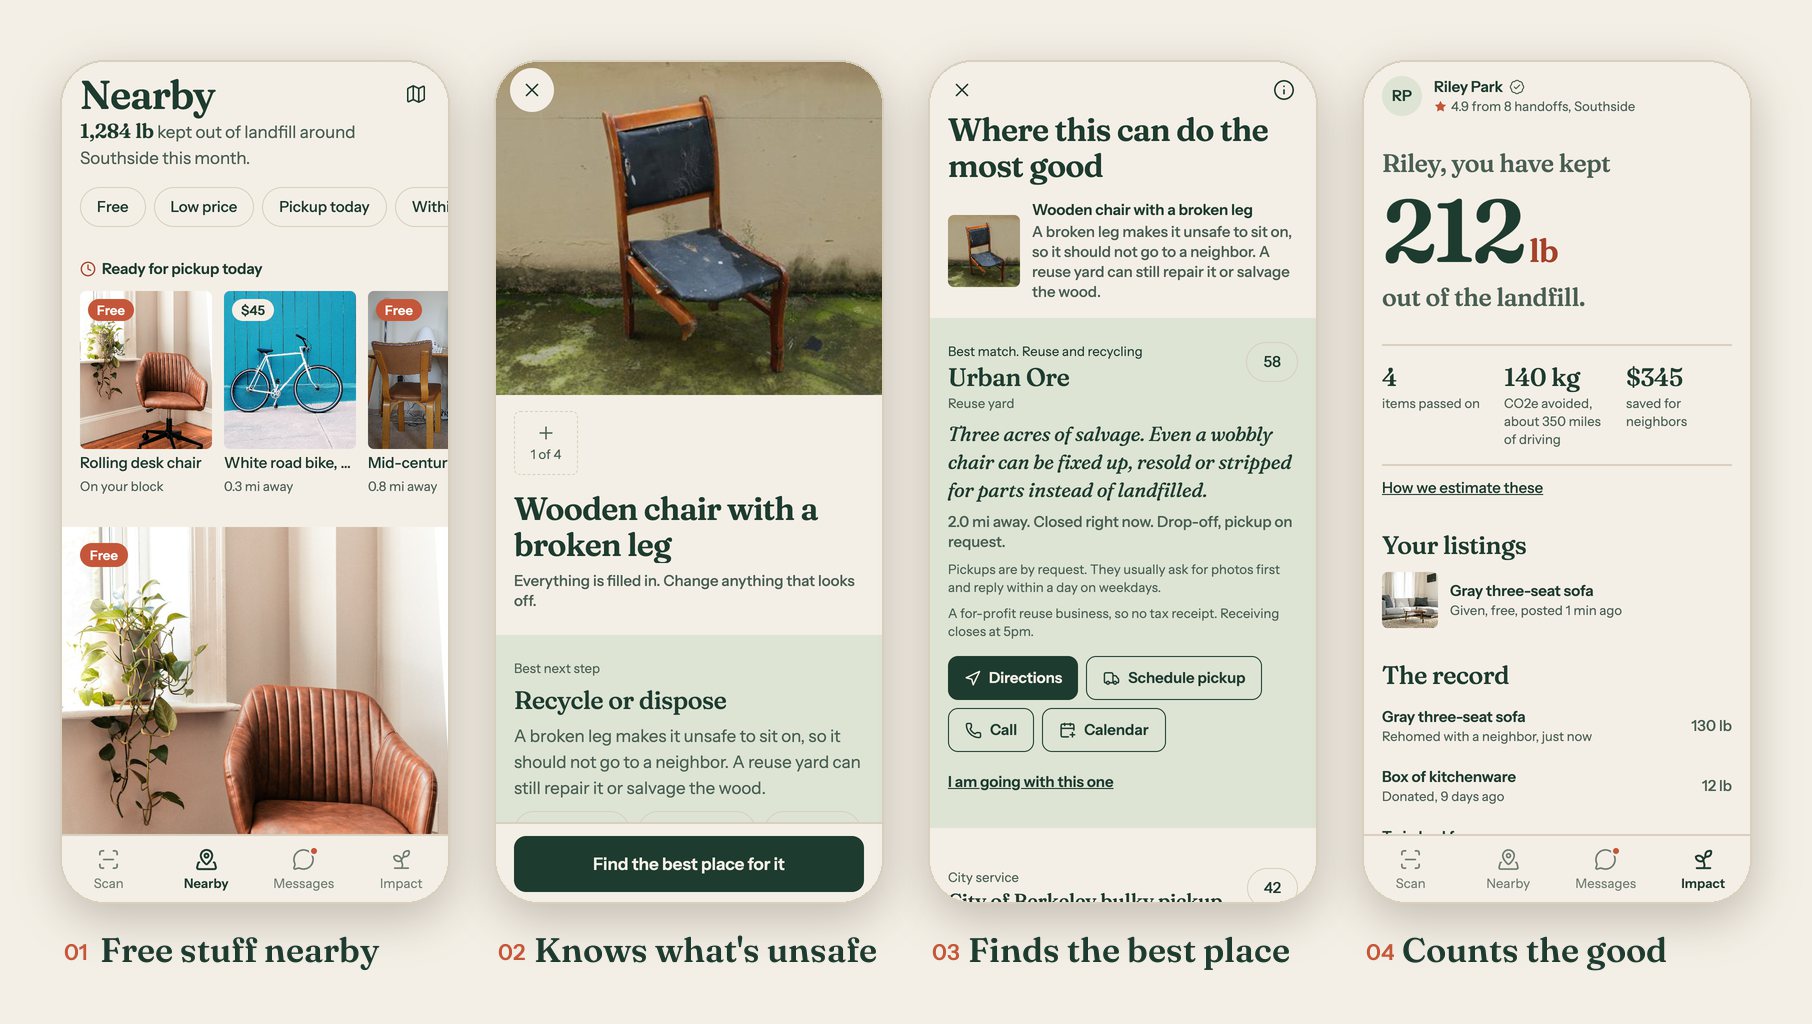 Nearby
1,284 lb kept out of landfill around
Southside this month.
Free
Low price
Pickup today
Withi
Ready for pickup today
Free
$45
Free
Rolling desk chair
White road bike, ...
Mid-centur
On your block
0.3 mi away
0.8 mi away
Free
Scan
Nearby
Messages
Impact
01 Free stuff nearby
1 of 4
Wooden chair with a
broken leg
Everything is filled in. Change anything that looks
off.
Best next step
Recycle or dispose
A broken leg makes it unsafe to sit on, so it
should not go to a neighbor. A reuse yard can
still repair it or salvage the wood.
Find the best place for it
02 Knows what's unsafe
Where this can do the
most good
Wooden chair with a broken leg
A broken leg makes it unsafe to sit on,
so it should not go to a neighbor. A
reuse yard can still repair it or salvage
the wood.
Best match. Reuse and recycling
58
Urban Ore
Reuse yard
Three acres of salvage. Even a wobbly
chair can be fixed up, resold or stripped
for parts instead of landfilled.
2.0 mi away. Closed right now. Drop-off, pickup on
request.
Pickups are by request. They usually ask for photos first
and reply within a day on weekdays.
A for-profit reuse business, so no tax receipt. Receiving
closes at 5pm.
Directions
Schedule pickup
Call
Calendar
I am going with this one
City service
42
City of Berkeley bulky pickup
03 Finds the best place
RP
Riley Park
4.9 from 8 handoffs, Southside
Riley, you have kept
212 lb
out of the landfill.
4
items passed on
140 kg
CO2e avoided,
about 350 miles
of driving
$345
saved for
neighbors
How we estimate these
Your listings
Gray three-seat sofa
Given, free, posted 1 min ago
The record
Gray three-seat sofa
Rehomed with a neighbor, just now
130 lb
Box of kitchenware
Donated, 9 days ago
12 lb
Scan
Nearby
Messages
Impact
04 Counts the good